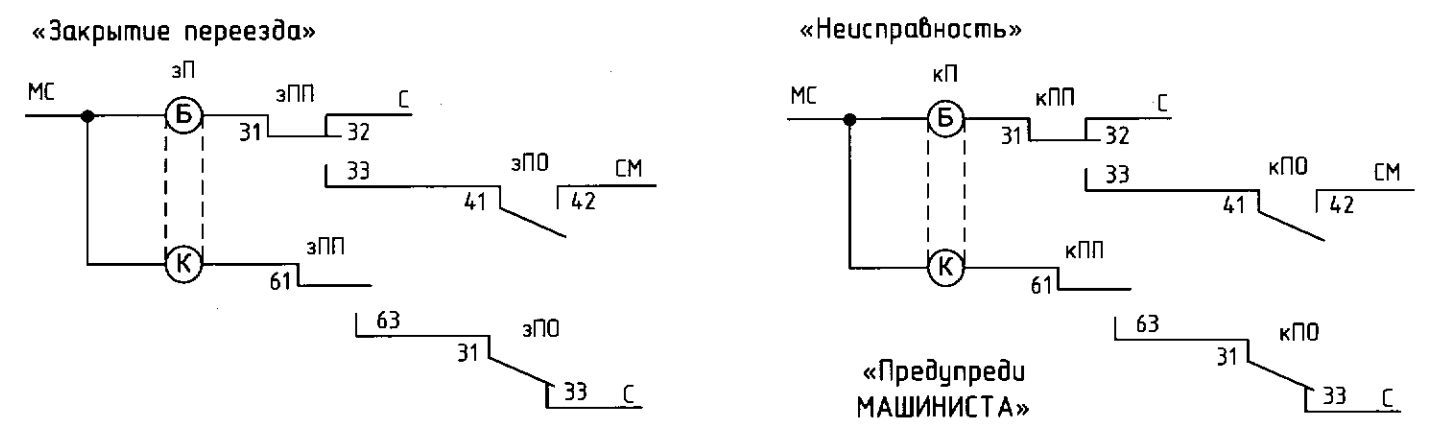 «Закрытие переезда»
зП
МС
Б
зПП
С
31
32
33
зПО
СМ
41
42
К
зПП
61
63
зПО
31
33
С
«Неисправность»
кП
МС
Б
кПП
С
31
32
33
кПО
СМ
41
42
К
кПП
61
63
кПО
31
33
С
«Предупреди
МАШИНИСТА»